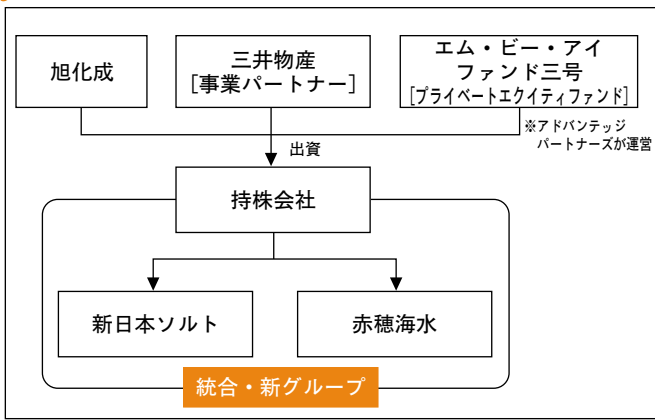 旭化成
三井物産
[事業パートナー]
エム・ビー・アイ
ファンド三号
[プライベートエクイティファンド]
※アドバンテッジ
パートナーズが運営
出資
持株会社
新日本ソルト
赤穂海水
統合・新グループ